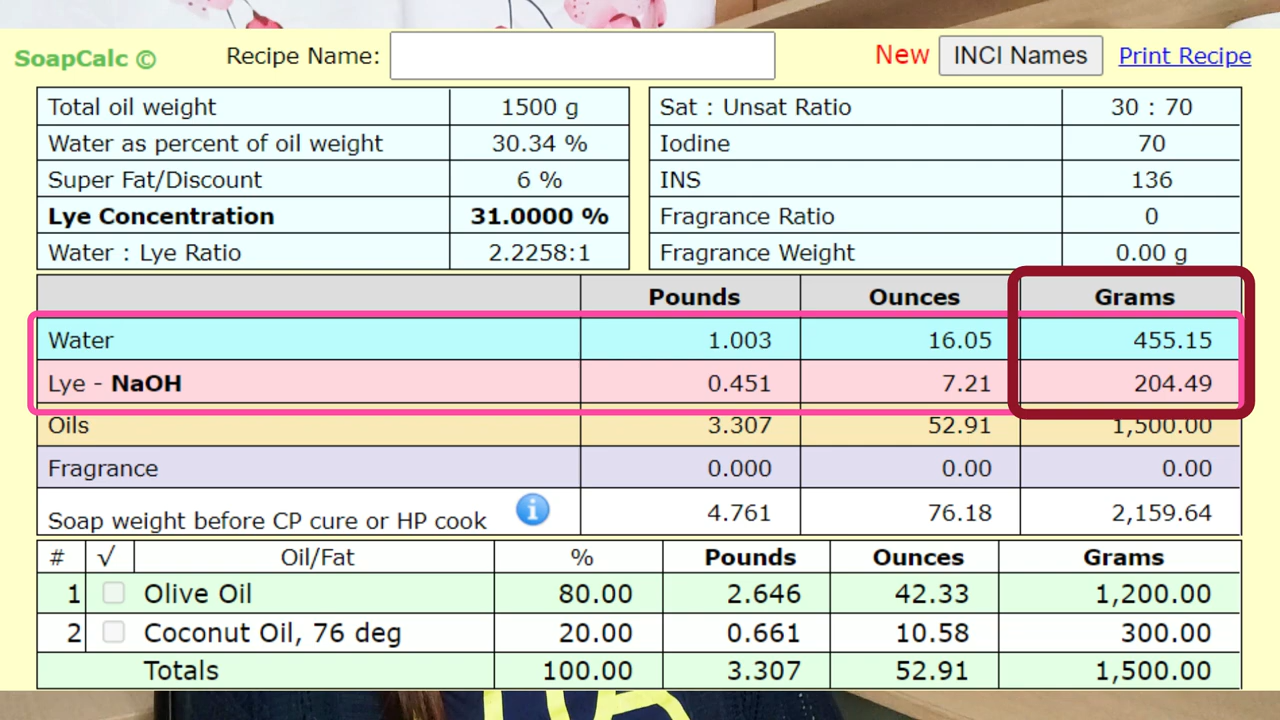 SoapCalc © Recipe Name: New INCI Names Print Recipe
Total oil weight 1500 g Sat : Unsat Ratio 30 : 70
Water as percent of oil weight 30.34 % Iodine 70
Super Fat/Discount 6 % INS 136
Lye Concentration 31.0000 % Fragrance Ratio 0
Water : Lye Ratio 2.2258:1 Fragrance Weight 0.00 g
Pounds Ounces Grams
Water 1.003 16.05 455.15
Lye - NaOH 0.451 7.21 204.49
Oils 3.307 52.91 1,500.00
Fragrance 0.000 0.00 0.00
Soap weight before CP cure or HP cook i 4.761 76.18 2,159.64
# √ Oil/Fat % Pounds Ounces Grams
1 Olive Oil 80.00 2.646 42.33 1,200.00
2 Coconut Oil, 76 deg 20.00 0.661 10.58 300.00
Totals 100.00 3.307 52.91 1,500.00